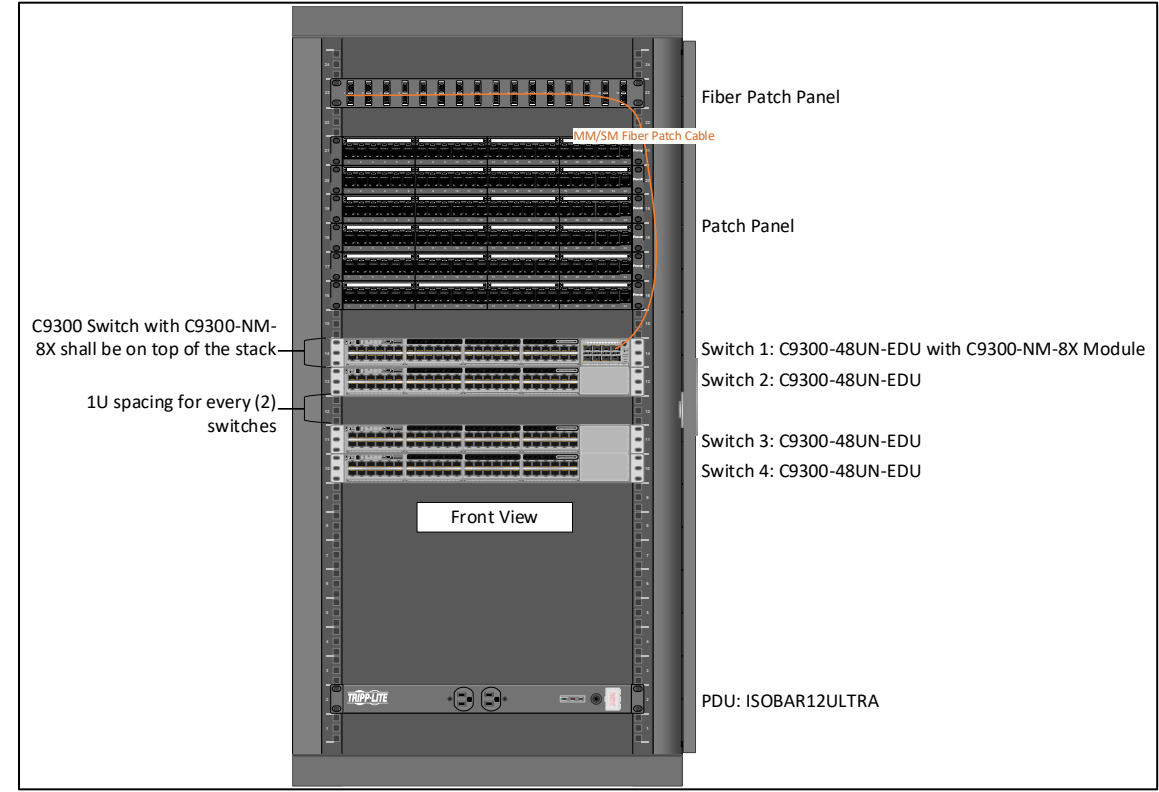 Fiber Patch Panel
MM/SM Fiber Patch Cable
Patch Panel
C9300 Switch with C9300-NM-
8X shall be on top of the stack
Switch 1: C9300-48UN-EDU with C9300-NM-8X Module
Switch 2: C9300-48UN-EDU
1U spacing for every (2)
switches
Switch 3: C9300-48UN-EDU
Switch 4: C9300-48UN-EDU
Front View
TRIPP·LITE
PDU: ISOBAR12ULTRA